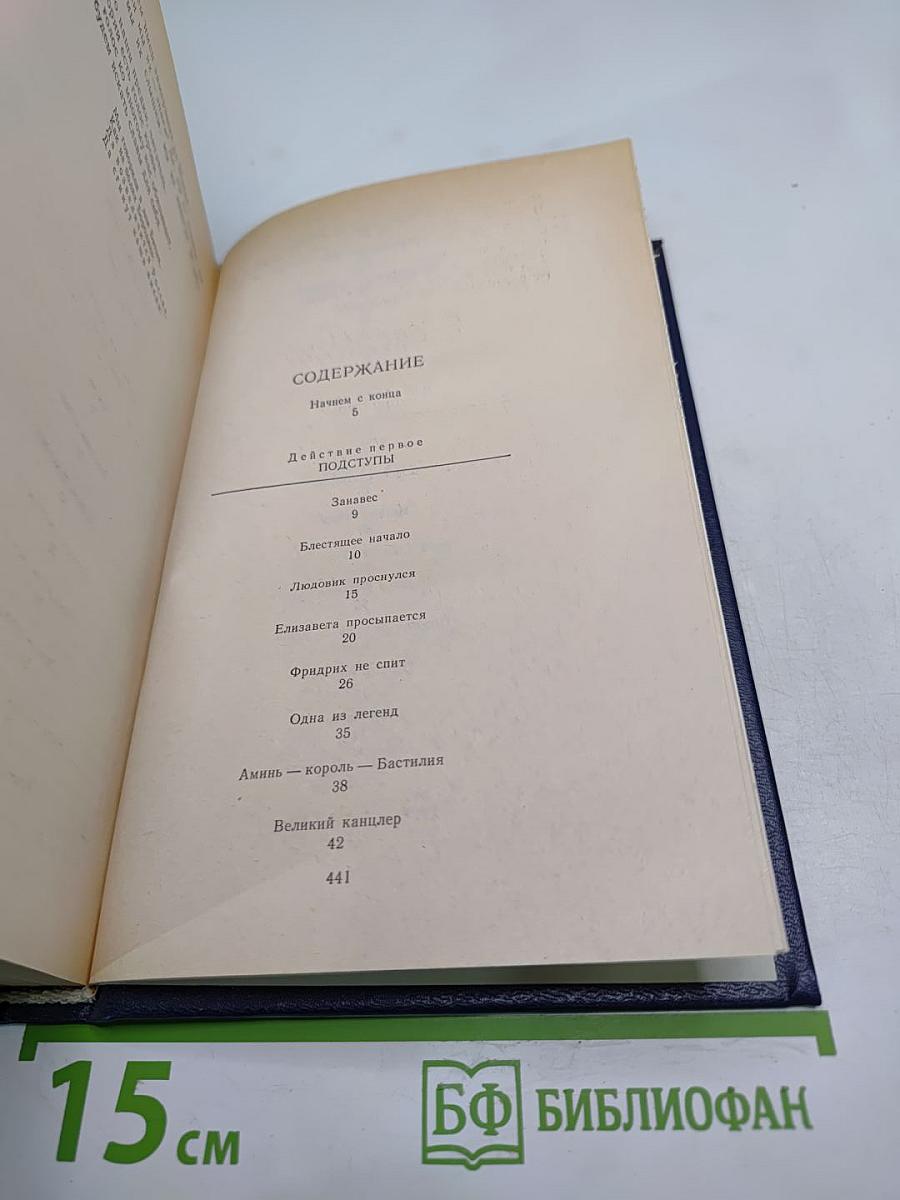 СОДЕРЖАНИЕ
Начнем с конца
5
Действие первое
ПОДСТУПЫ
Занавес
9
Блестящее начало
10
Людовик проснулся
15
Елизавета просыпается
20
Фридрих не спит
26
Одна из легенд
35
Аминь — король — Бастилия
38
Великий канцлер
42
441
15 см
БФ БИБЛИОФАН